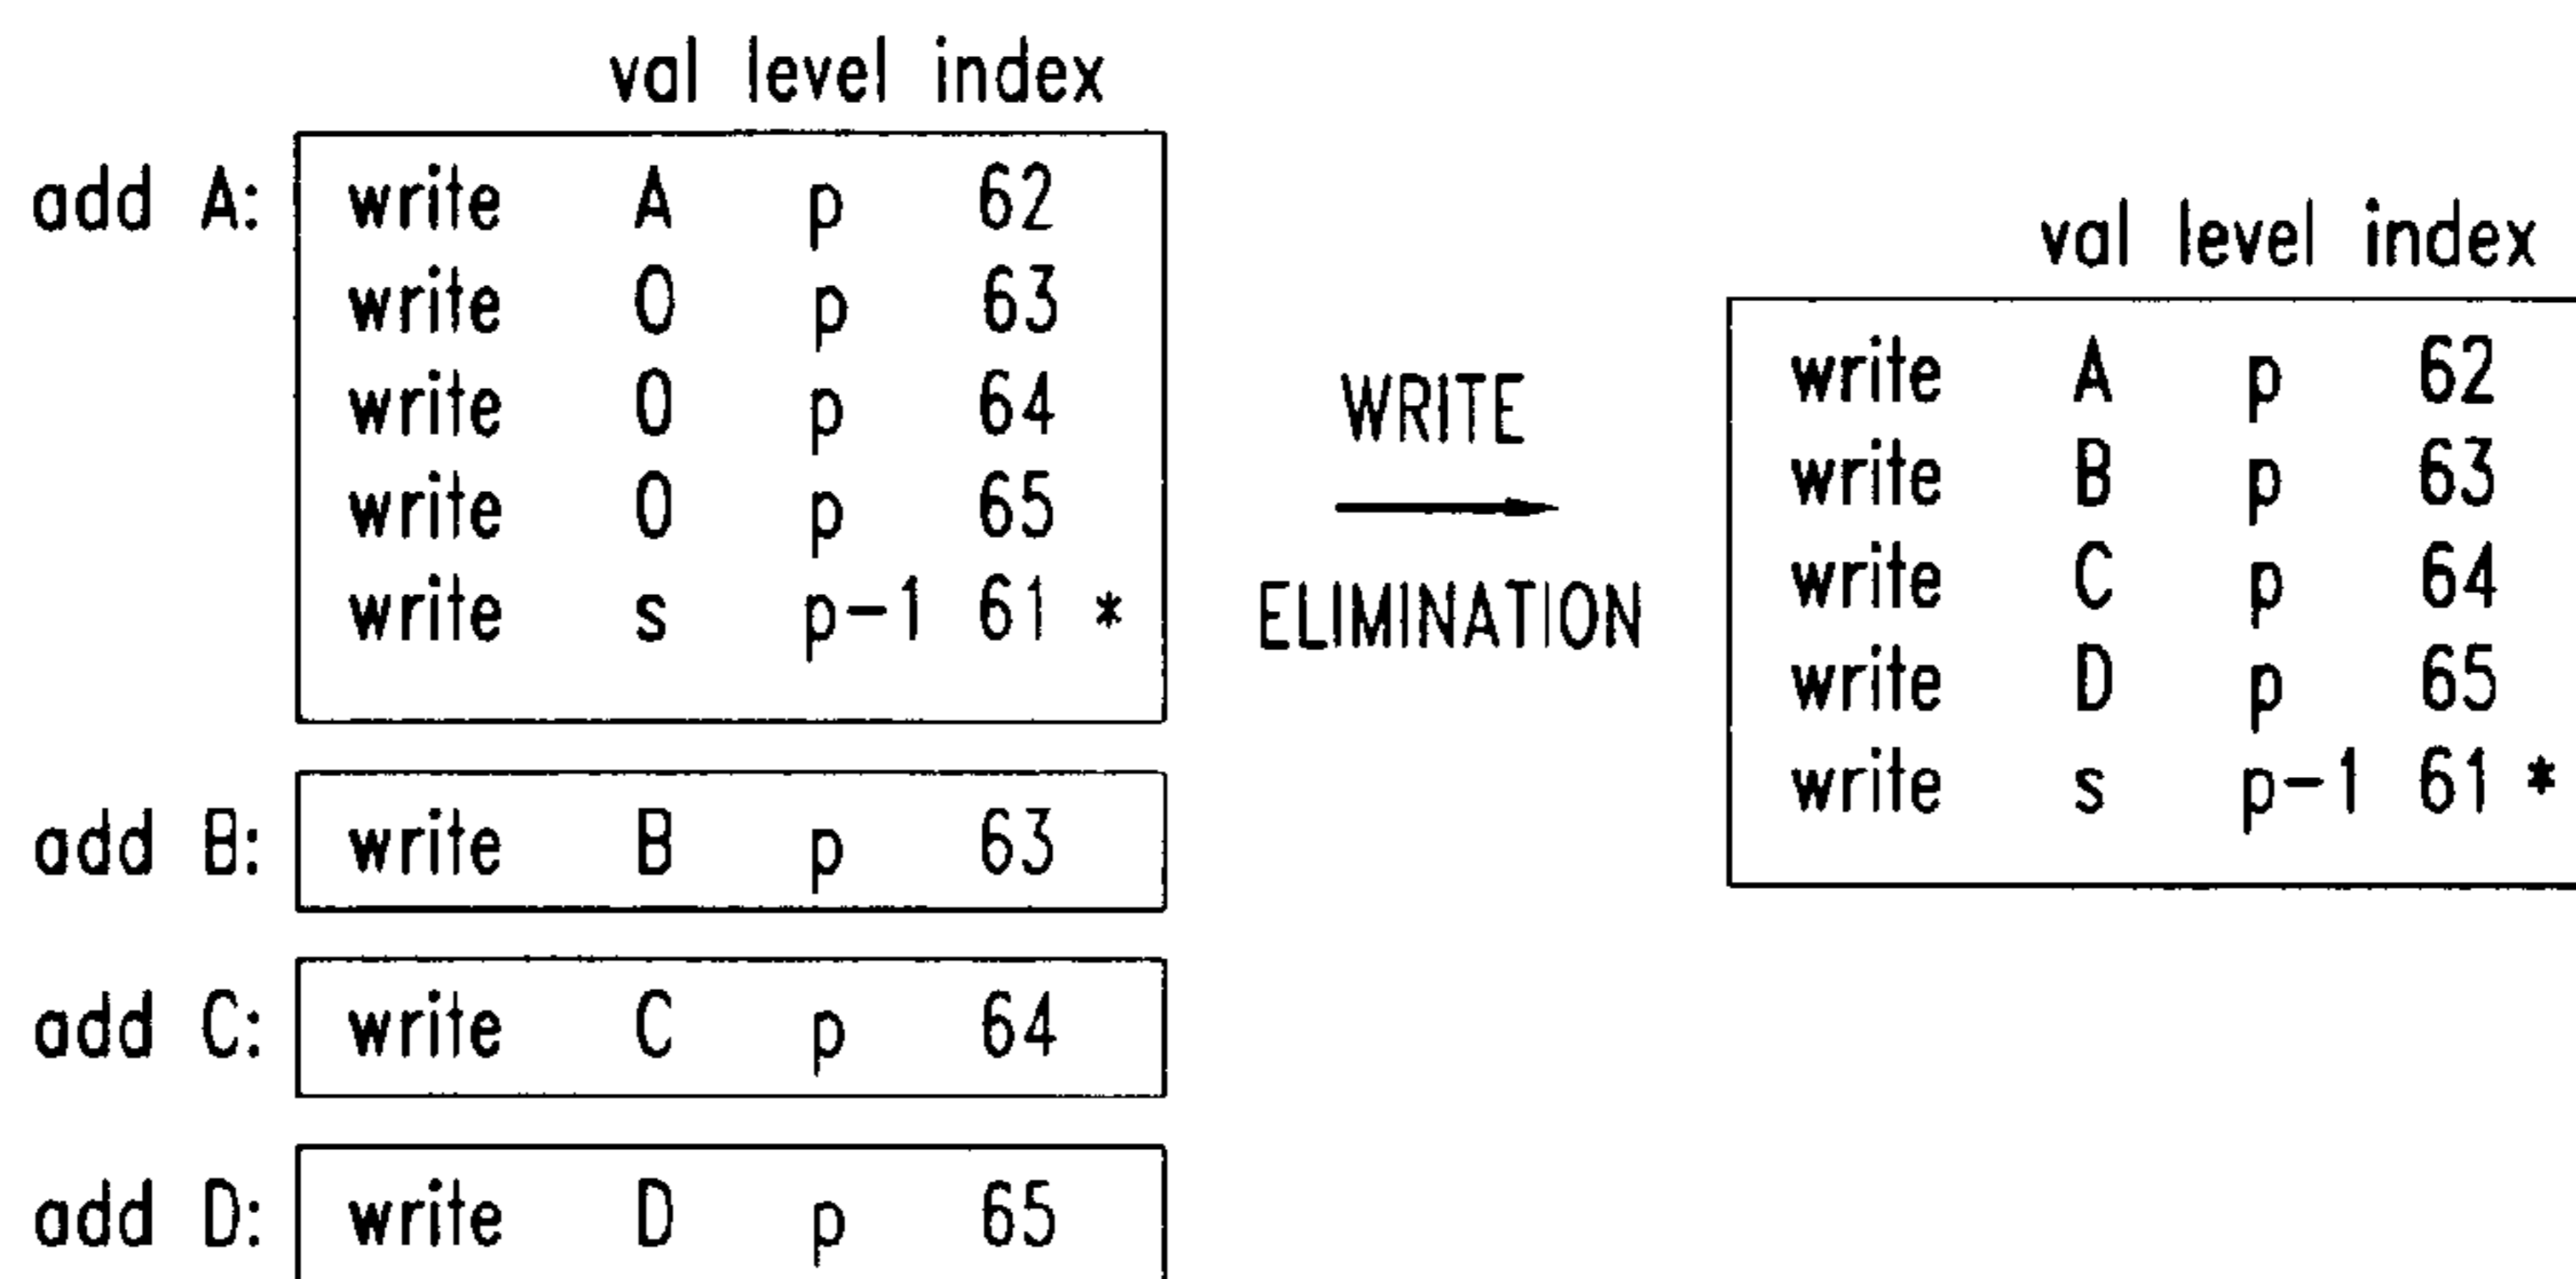 val level index
add A: write A p 62
write 0 p 63
write 0 p 64
write 0 p 65
write s p-1 61 *
add B: write B p 63
add C: write C p 64
add D: write D p 65
WRITE
ELIMINATION
val level index
write A p 62
write B p 63
write C p 64
write D p 65
write s p-1 61 *